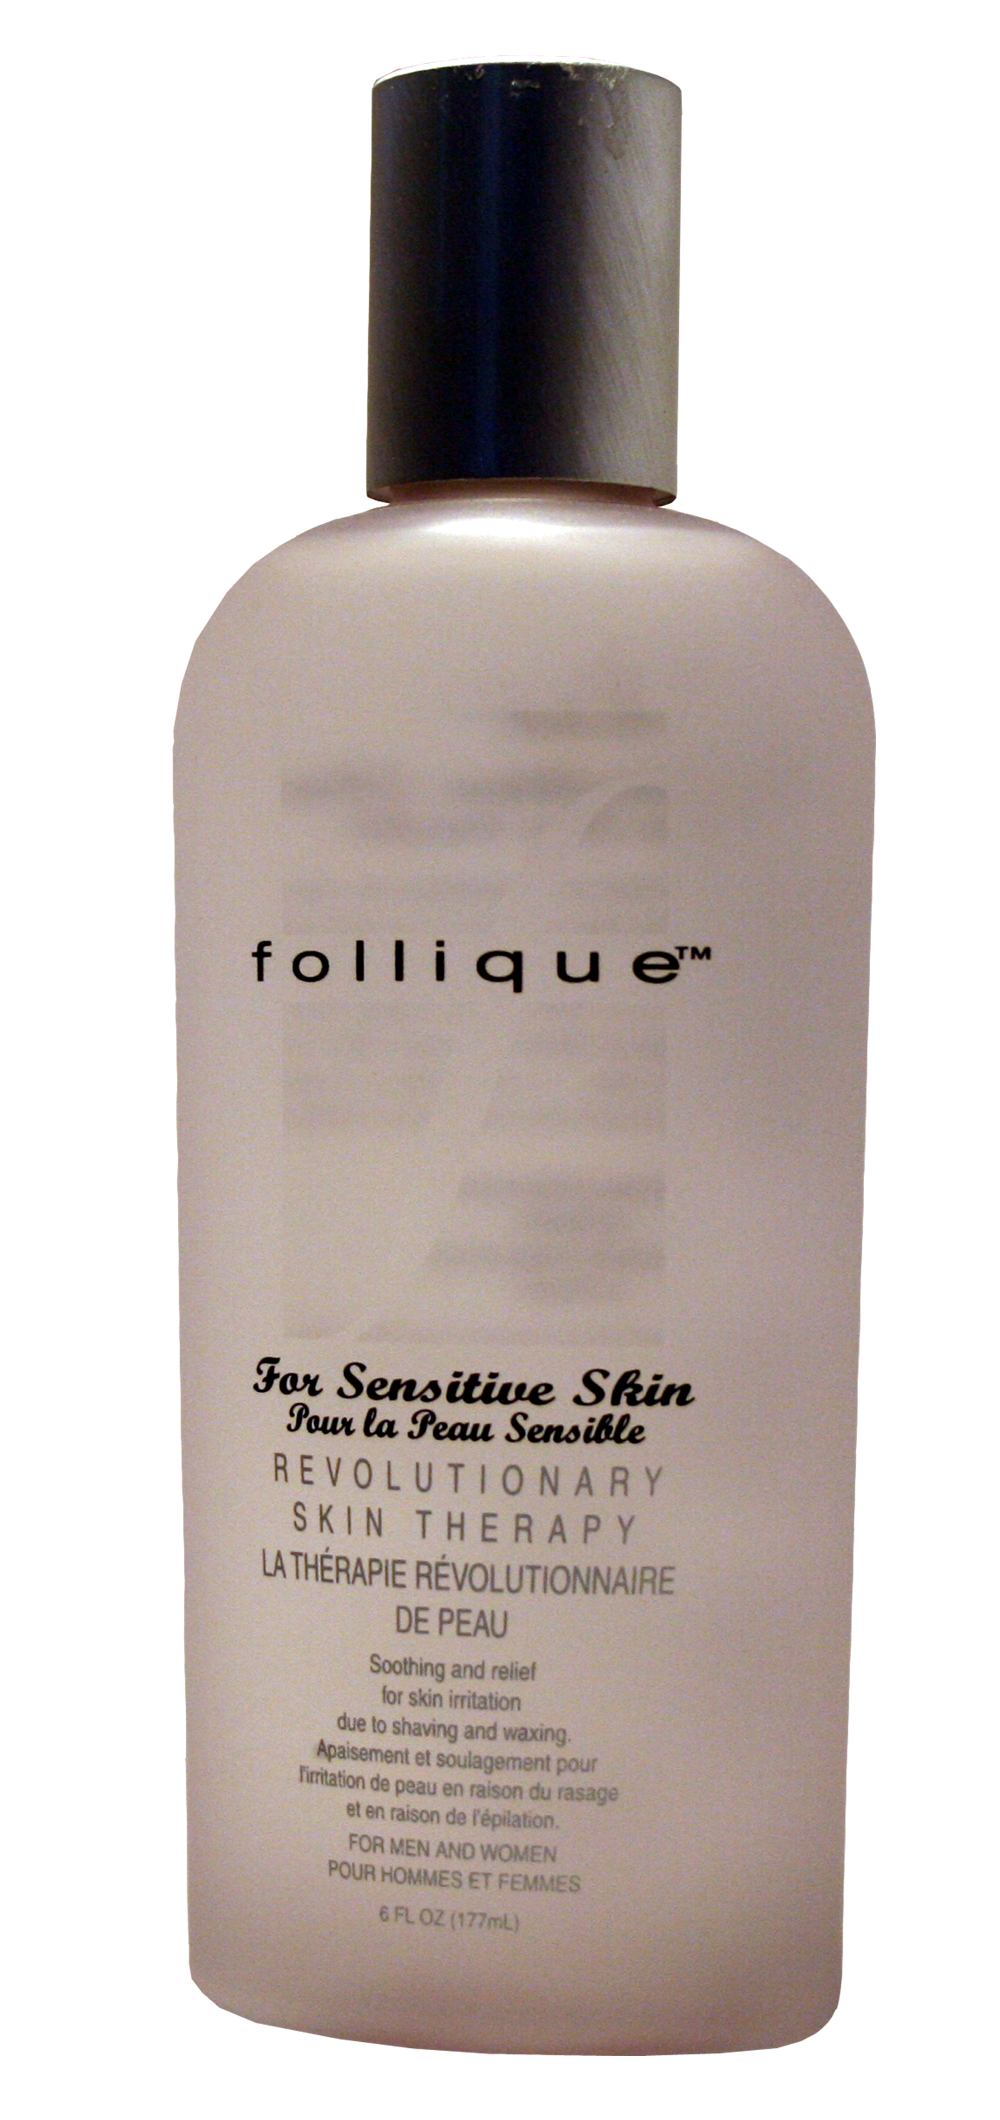 follique™
For Sensitive Skin
Pour la Peau Sensible
REVOLUTIONARY
SKIN THERAPY
LA THÉRAPIE RÉVOLUTIONNAIRE
DE PEAU
Soothing and relief
for skin irritation
due to shaving and waxing.
Apaisement et soulagement pour
l'irritation de peau en raison du rasage
et en raison de l'épilation.
FOR MEN AND WOMEN
POUR HOMMES ET FEMMES
6 FL OZ (177mL)